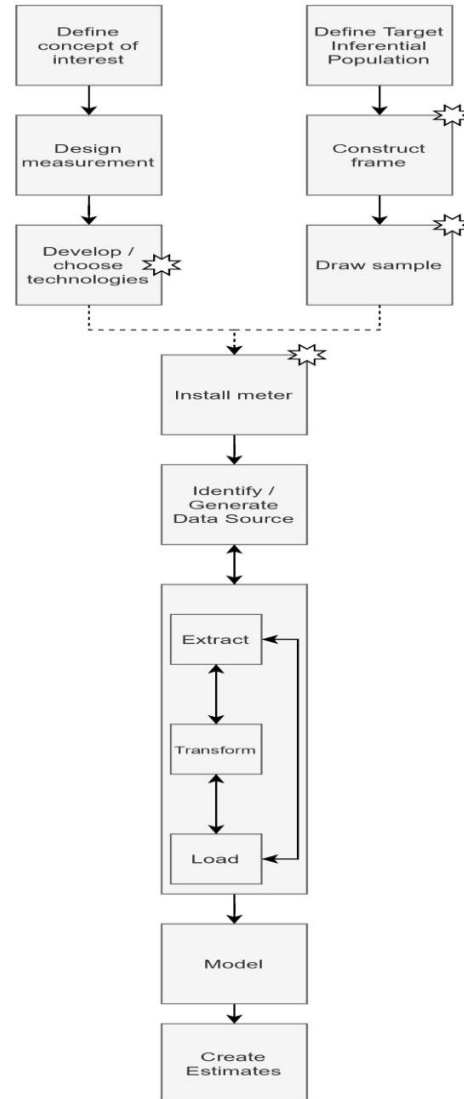 Define
concept of
interest
Define Target
Inferential
Population
Design
measurement
Construct
frame
Develop /
choose
technologies
Draw sample
Install meter
Identify /
Generate
Data Source
Extract
Transform
Load
Model
Create
Estimates